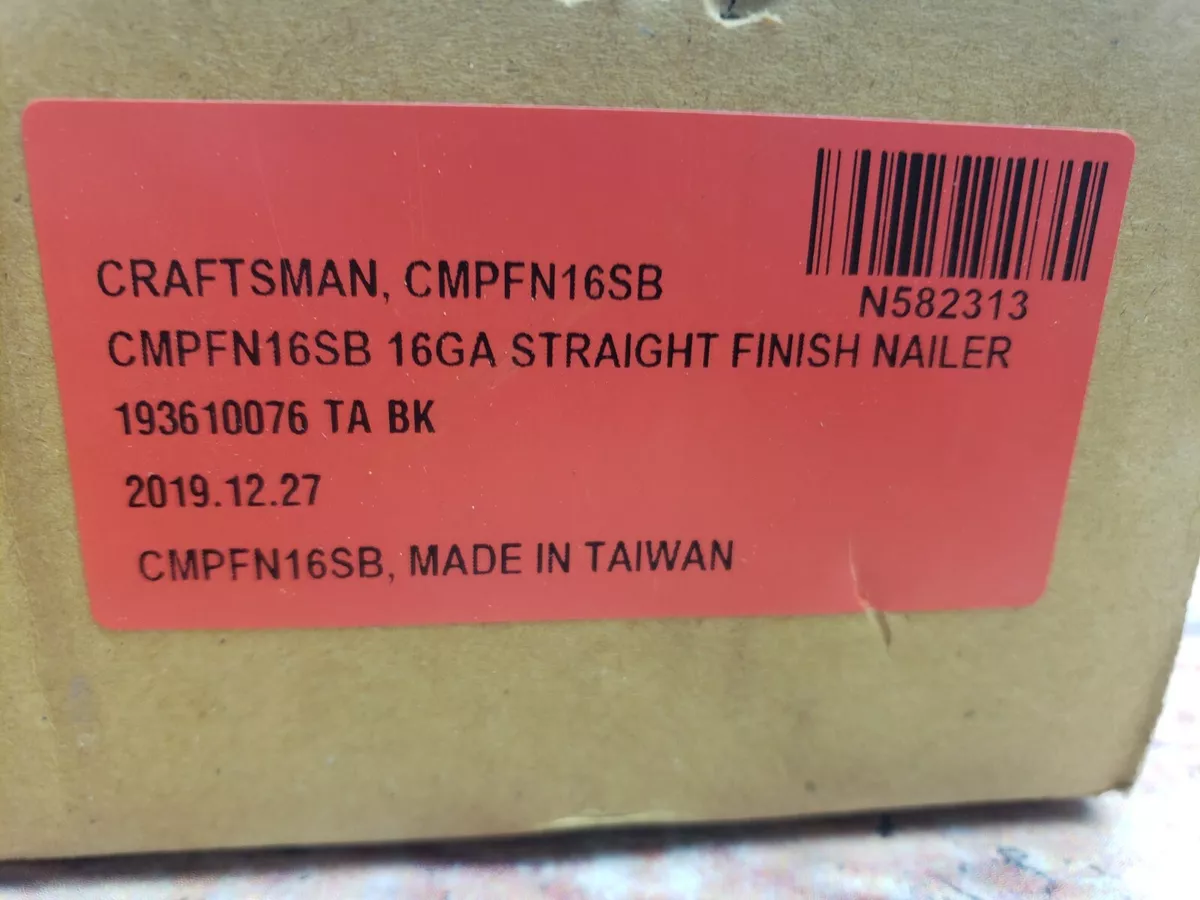 N582313
CRAFTSMAN, CMPFN16SB
CMPFN16SB 16GA STRAIGHT FINISH NAILER
193610076 TA BK
2019.12.27
CMPFN16SB, MADE IN TAIWAN